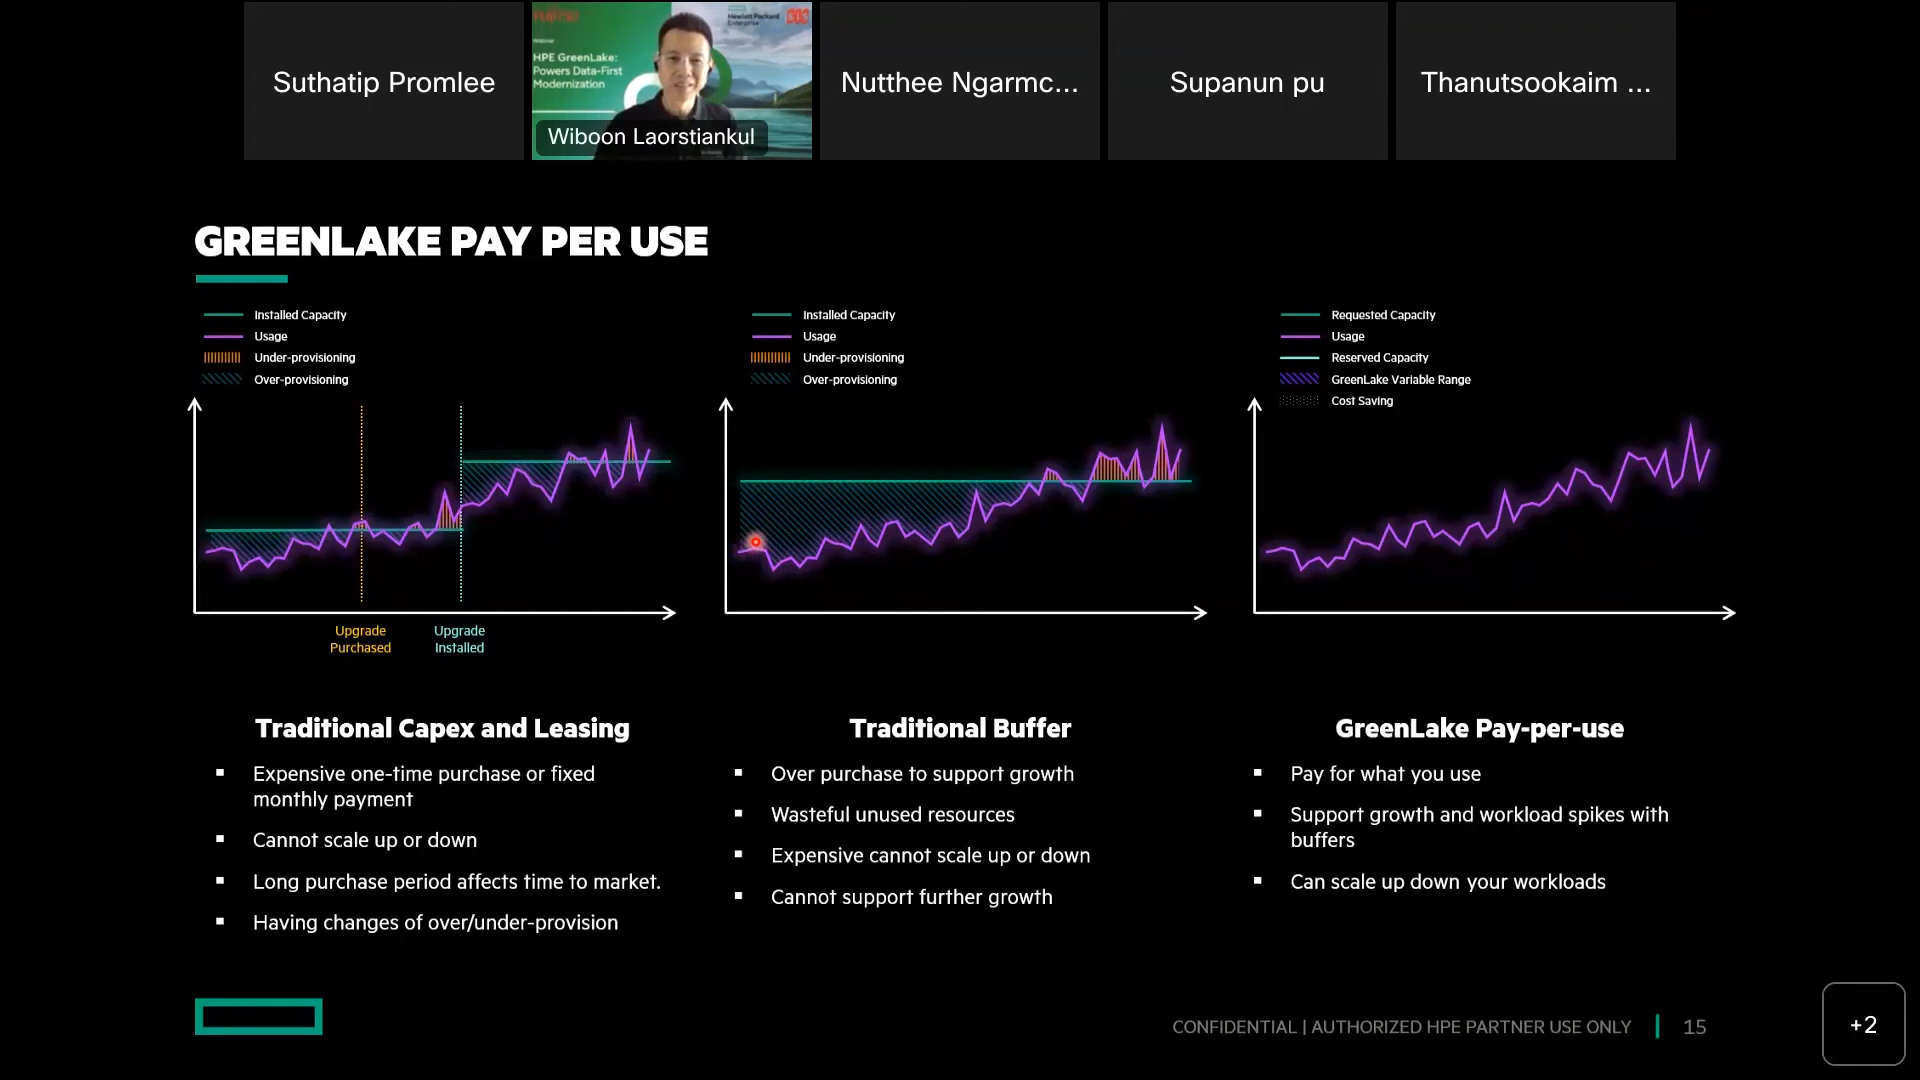 Suthatip Promlee
Hewlett Packard
Enterprise
Webinar
HPE GreenLake:
Powers Data-First
Modernization
Wiboon Laorstiankul
Nutthee Ngarmc...
Supanun pu
Thanutsookaim ...
GREENLAKE PAY PER USE
Installed Capacity
Usage
Under-provisioning
Over-provisioning
Upgrade
Purchased
Upgrade
Installed
Installed Capacity
Usage
Under-provisioning
Over-provisioning
Requested Capacity
Usage
Reserved Capacity
GreenLake Variable Range
Cost Saving
Traditional Capex and Leasing
Expensive one-time purchase or fixed
monthly payment
Cannot scale up or down
Long purchase period affects time to market.
Having changes of over/under-provision
Traditional Buffer
Over purchase to support growth
Wasteful unused resources
Expensive cannot scale up or down
Cannot support further growth
GreenLake Pay-per-use
Pay for what you use
Support growth and workload spikes with
buffers
Can scale up down your workloads
CONFIDENTIAL | AUTHORIZED HPE PARTNER USE ONLY
15
+2